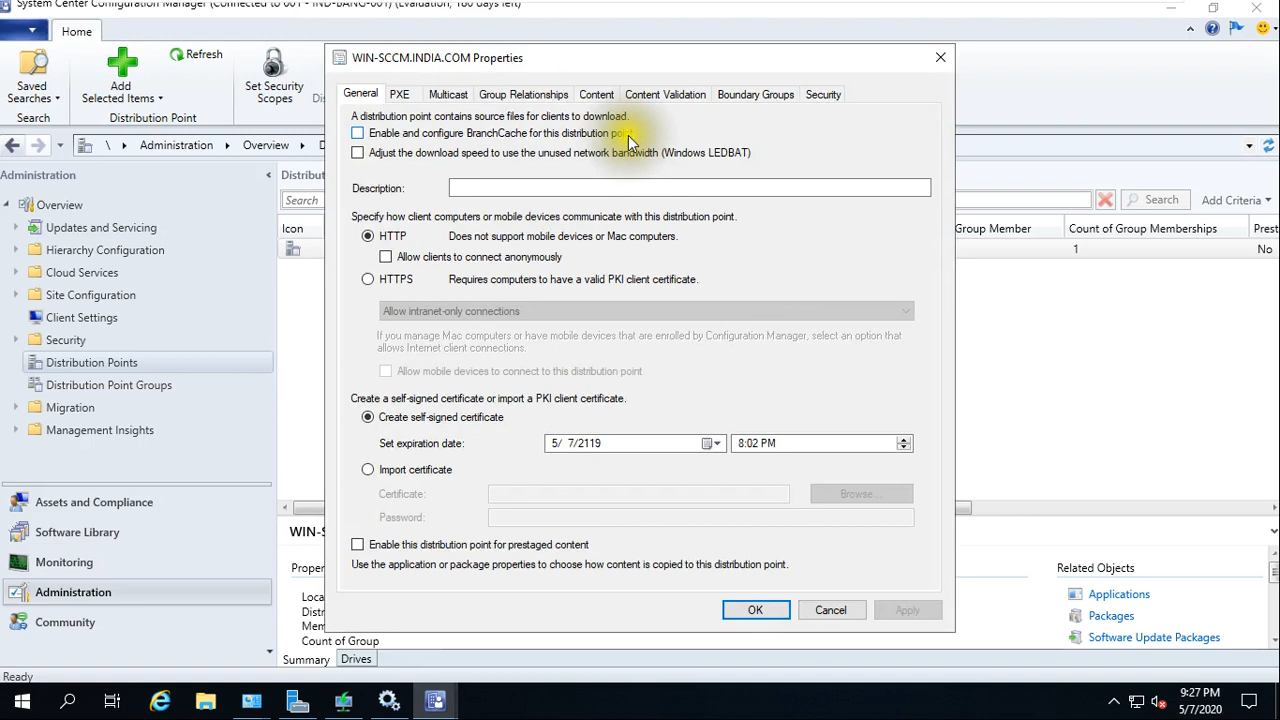 System Center Configuration Manager (Connected to 001 - IND-BANG-001) (Evaluation, 180 days left)
Home
Saved Searches
Search
Add Selected Items
Refresh
Set Security Scopes
Distribution Point
\ Administration Overview
Add Criteria
Search
Administration
Overview
Updates and Servicing
Hierarchy Configuration
Cloud Services
Site Configuration
Client Settings
Security
Distribution Points
Distribution Point Groups
Migration
Management Insights
Assets and Compliance
Software Library
Monitoring
Administration
Community
Ready
Search
Icon
Group Member
Count of Group Memberships
1
No
WIN-SCCM.INDIA.COM Properties
General PXE Multicast Group Relationships Content Content Validation Boundary Groups Security
A distribution point contains source files for clients to download.
Enable and configure BranchCache for this distribution point
Adjust the download speed to use the unused network bandwidth (Windows LEDBAT)
Description:
Specify how client computers or mobile devices communicate with this distribution point.
HTTP Does not support mobile devices or Mac computers.
Allow clients to connect anonymously
HTTPS Requires computers to have a valid PKI client certificate.
Allow intranet-only connections
If you manage Mac computers or have mobile devices that are enrolled by Configuration Manager, select an option that
allows Internet client connections.
Allow mobile devices to connect to this distribution point
Create a self-signed certificate or import a PKI client certificate.
Create self-signed certificate
Set expiration date: 5/ 7/2119 8:02 PM
Import certificate
Certificate: Browse...
Password:
Enable this distribution point for prestaged content
Use the application or package properties to choose how content is copied to this distribution point.
OK Cancel Apply
Count of Group
Summary Drives
Related Objects
Applications
Packages
Software Update Packages
9:27 PM
5/7/2020